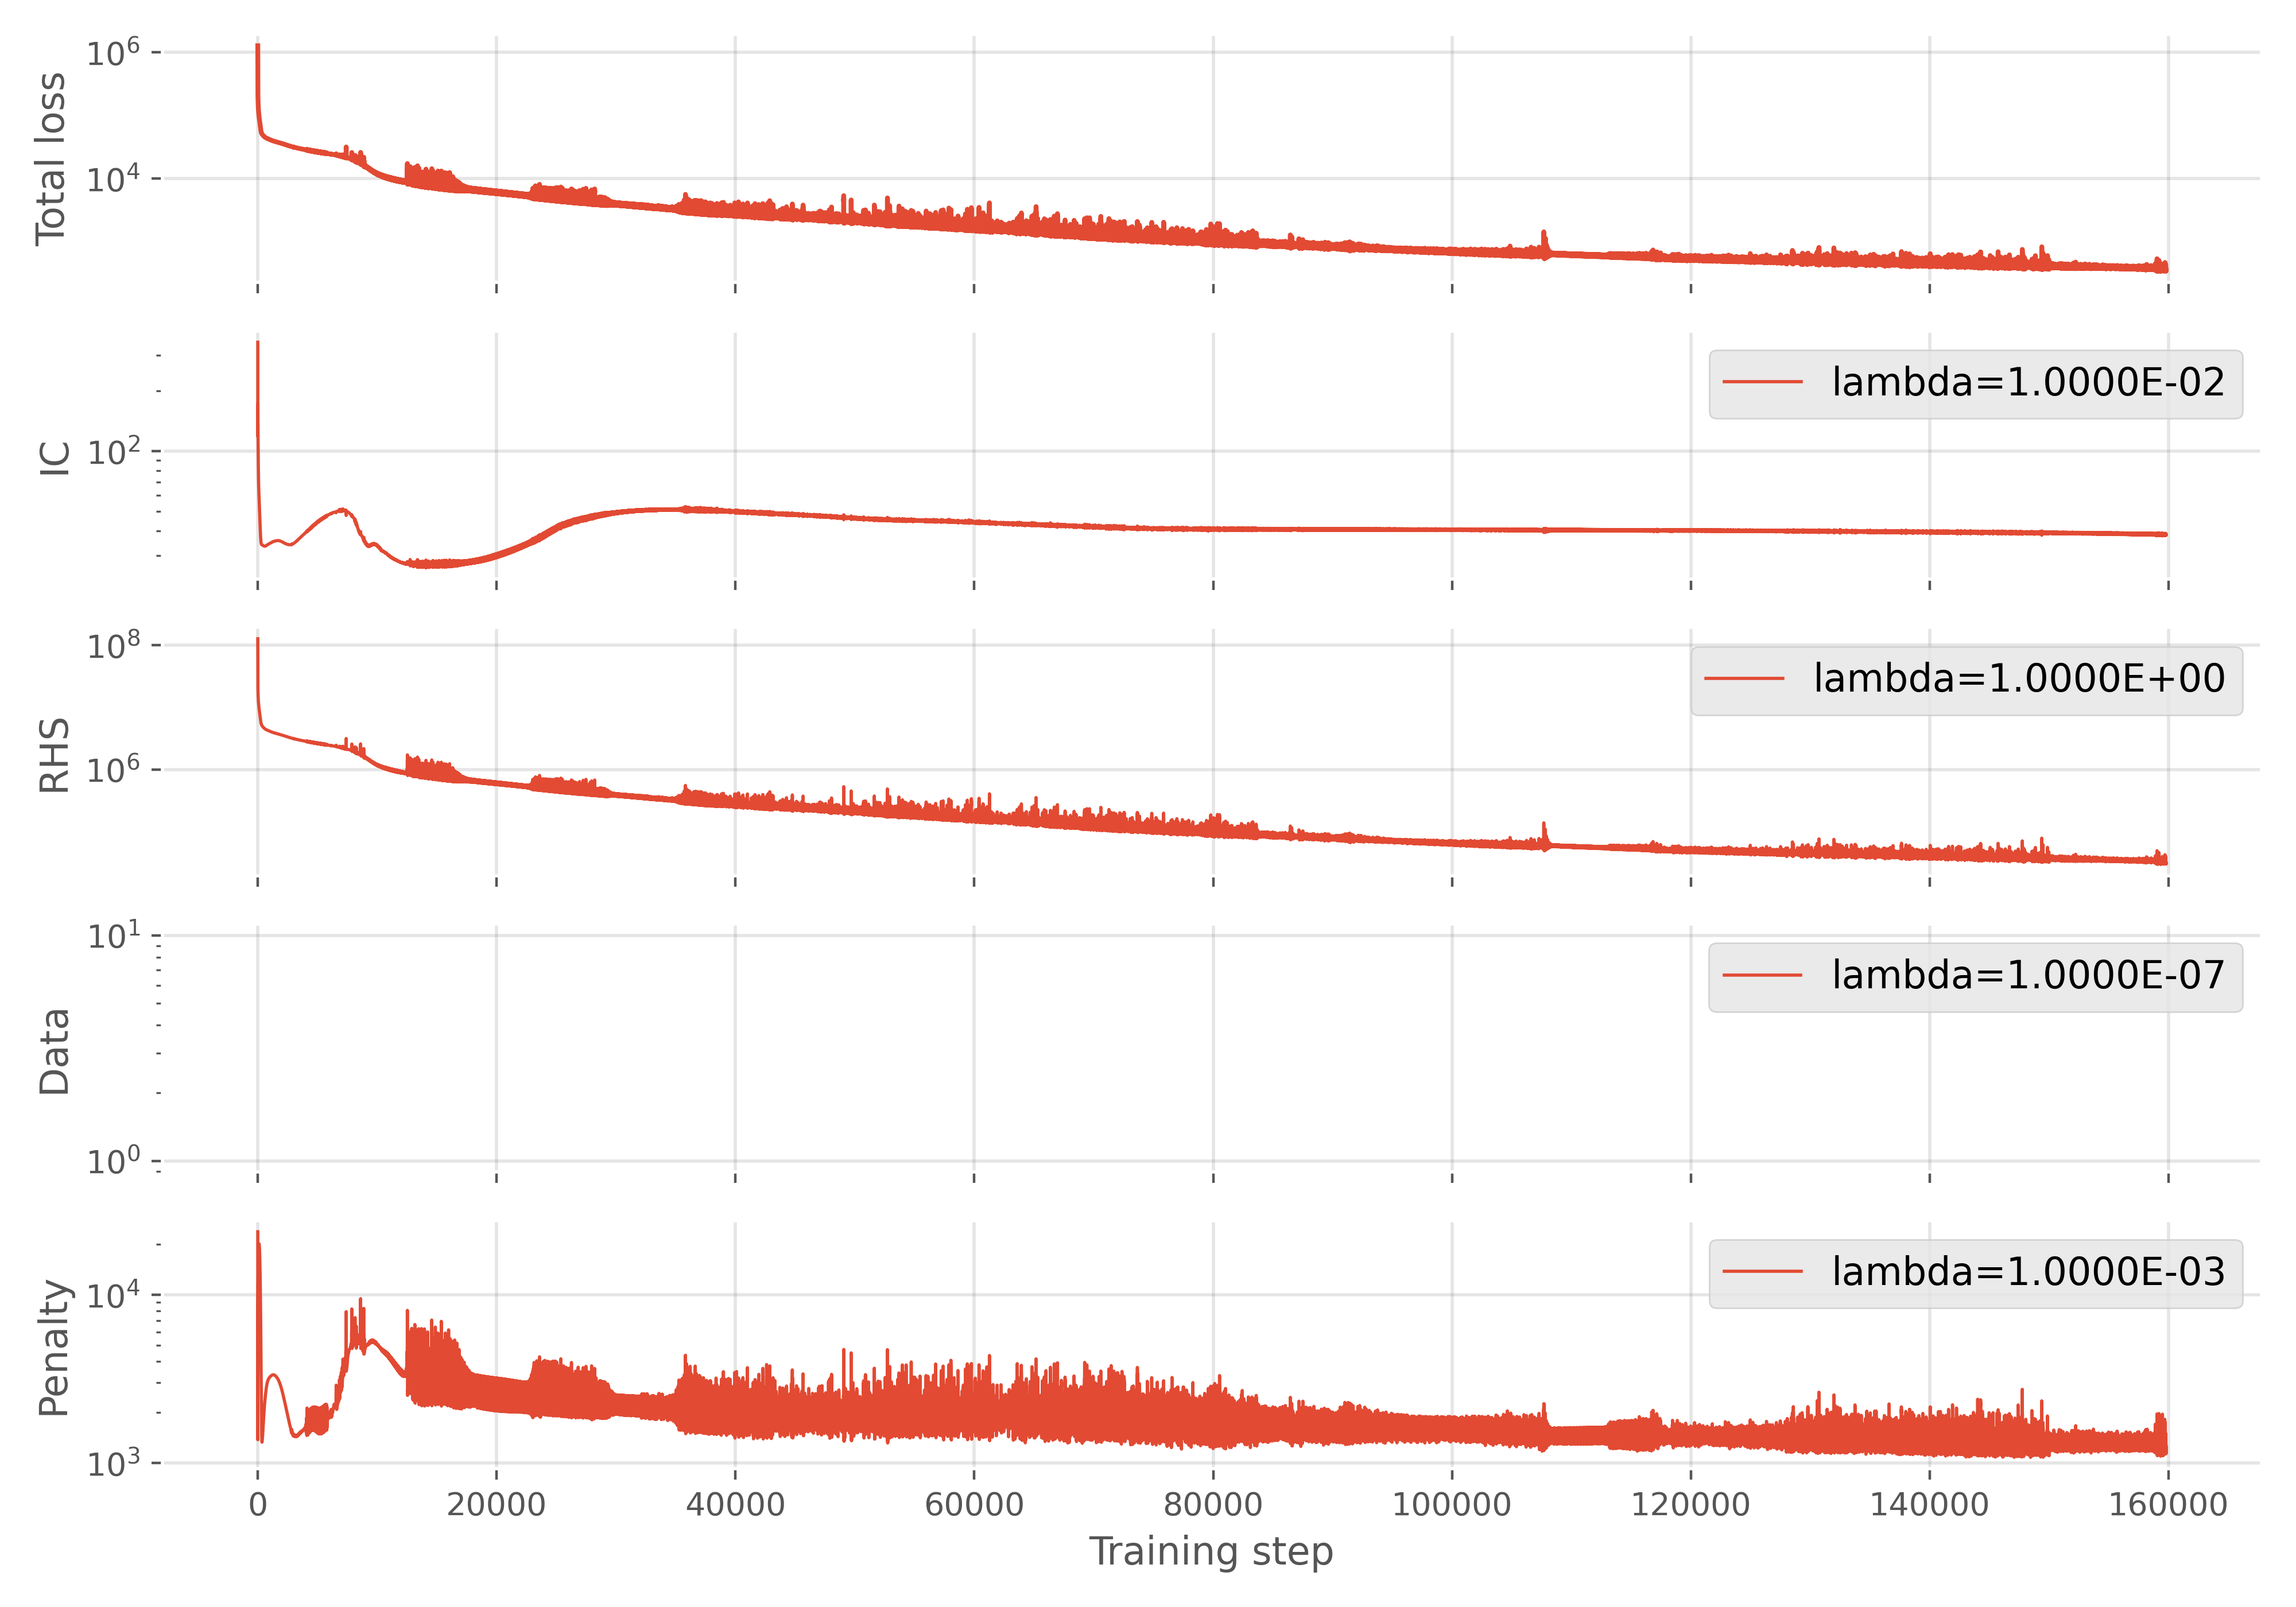 Total loss
10^6
10^4
IC
10^2
lambda=1.0000E-02
RHS
10^8
10^6
lambda=1.0000E+00
Data
10^1
10^0
lambda=1.0000E-07
Penalty
10^4
10^3
lambda=1.0000E-03
0 20000 40000 60000 80000 100000 120000 140000 160000
Training step